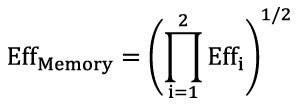 Eff_Memory = (∏_{i=1}^{2} Eff_i)^{1/2}